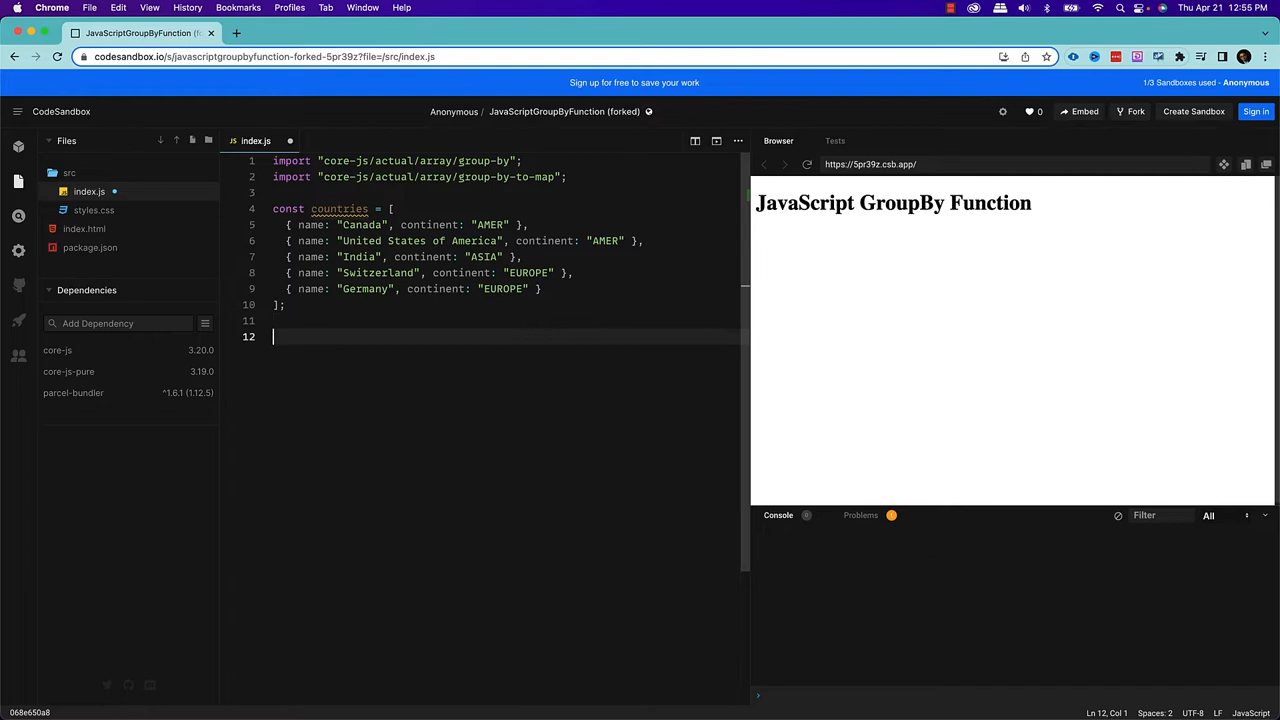 Chrome File Edit View History Bookmarks Profiles Tab Window Help Thu Apr 21 12:55 PM
JavaScriptGroupByFunction (f
codesandbox.io/s/javascriptgroupbyfunction-forked-5pr39z?file=/src/index.js
Sign up for free to save your work 1/3 Sandboxes used - Anonymous
CodeSandbox Anonymous / JavaScriptGroupByFunction (forked) 0 Embed Fork Create Sandbox Sign in
Files
src
index.js
styles.css
index.html
package.json
Dependencies
Add Dependency
core-js 3.20.0
core-js-pure 3.19.0
parcel-bundler ^1.6.1 (1.12.5)
068e650a8
index.js
1 import "core-js/actual/array/group-by";
2 import "core-js/actual/array/group-by-to-map";
3
4 const countries = [
5 { name: "Canada", continent: "AMER" },
6 { name: "United States of America", continent: "AMER" },
7 { name: "India", continent: "ASIA" },
8 { name: "Switzerland", continent: "EUROPE" },
9 { name: "Germany", continent: "EUROPE" }
10 ];
11
12
Browser Tests
https://5pr39z.csb.app/
JavaScript GroupBy Function
Console 0 Problems 1 Filter All
Ln 12, Col 1 Spaces: 2 UTF-8 LF JavaScript